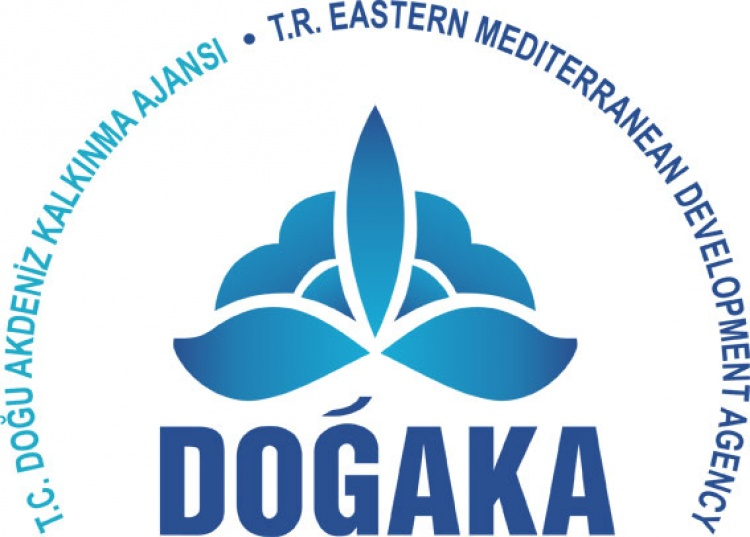 T.C. DOĞU AKDENİZ KALKINMA AJANSI • T.R. EASTERN MEDITERRANEAN DEVELOPMENT AGENCY
DOĞAKA